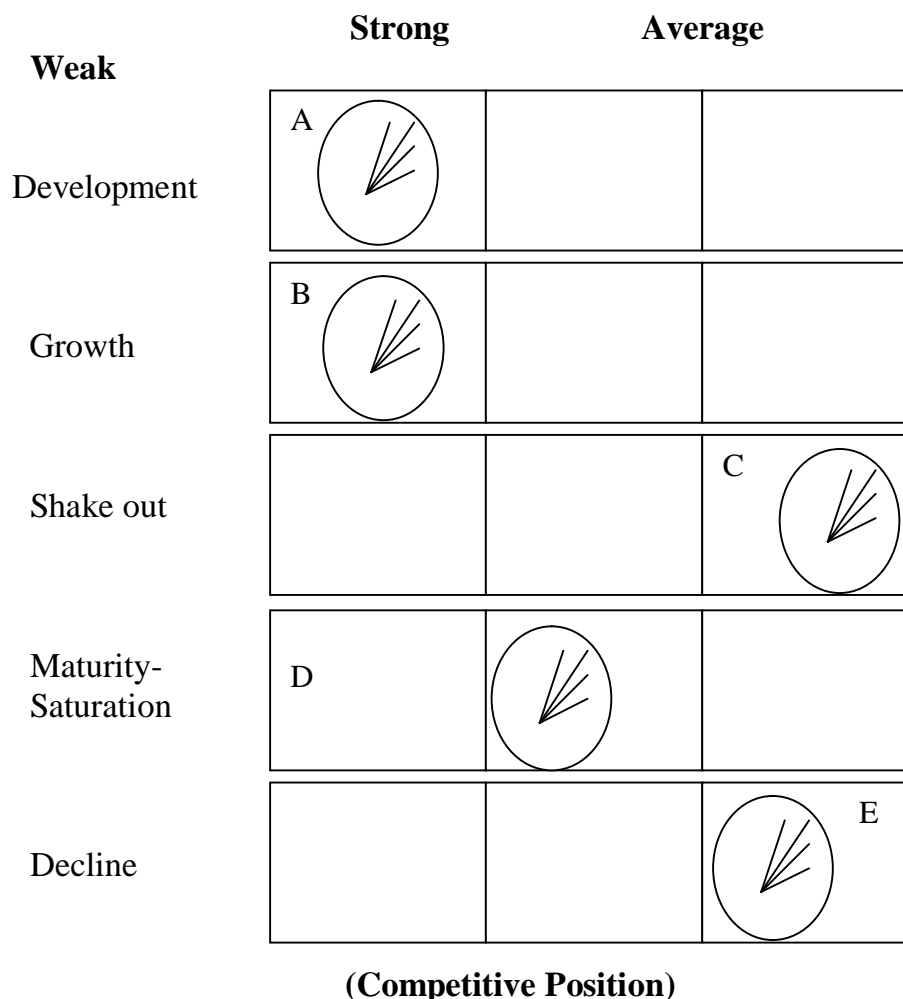 Strong Average
Weak
A
Development
B
Growth
C
Shake out
Maturity-
D
Saturation
E
Decline
(Competitive Position)